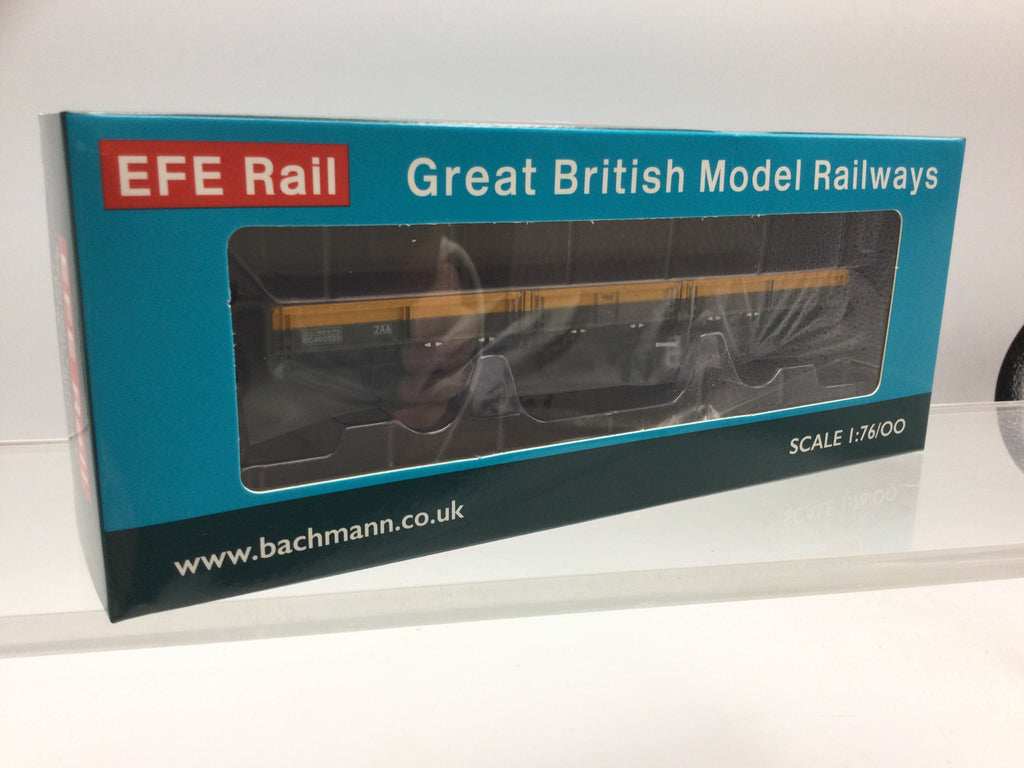 EFE Rail
Great British Model Railways
ZAA
SCALE 1:76/OO
www.bachmann.co.uk